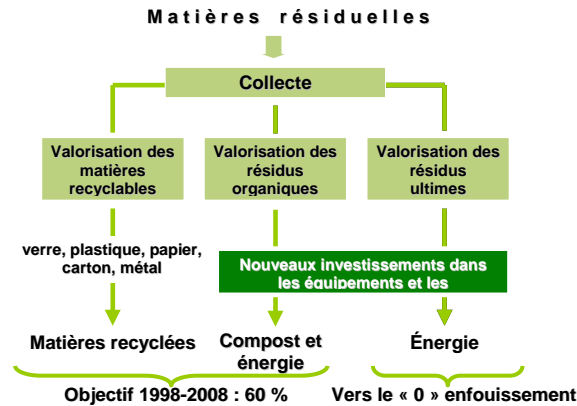 Matières résiduelles
Collecte
Valorisation des
matières
recyclables
Valorisation des
résidus
organiques
Valorisation des
résidus
ultimes
verre, plastique, papier,
carton, métal
Nouveaux investissements dans
les équipements et les
Matières recyclées
Compost et
énergie
Énergie
Objectif 1998-2008 : 60 %
Vers le « 0 » enfouissement